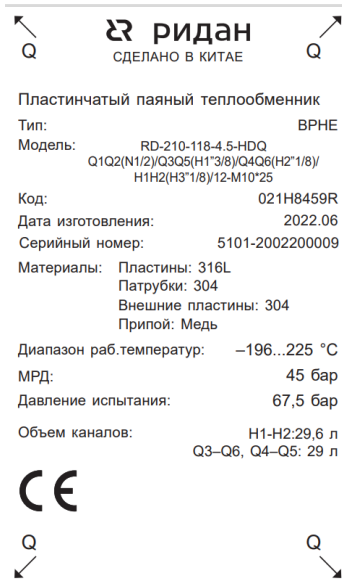 Q Q
ридан
СДЕЛАНО В КИТАЕ
Пластинчатый паяный теплообменник
Тип: BPHE
Модель: RD-210-118-4.5-HDQ
Q1Q2(N1/2)/Q3Q5(H1"3/8)/Q4Q6(H2"1/8)/
H1H2(H3"1/8)/12-M10*25
Код: 021H8459R
Дата изготовления: 2022.06
Серийный номер: 5101-2002200009
Материалы: Пластины: 316L
Патрубки: 304
Внешние пластины: 304
Припой: Медь
Диапазон раб.температур: –196...225 °C
МРД: 45 бар
Давление испытания: 67,5 бар
Объем каналов: H1-H2:29,6 л
Q3–Q6, Q4–Q5: 29 л
CE
Q Q